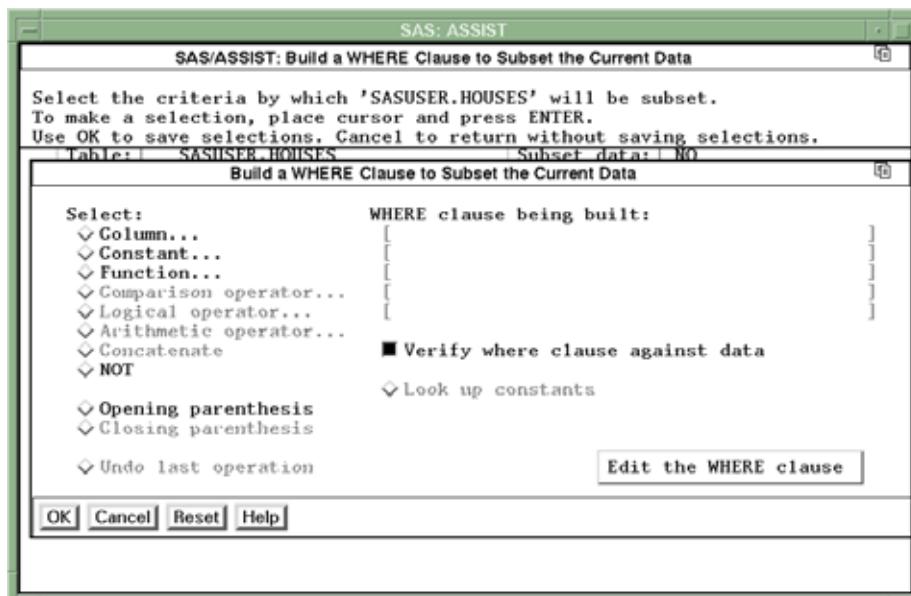 SAS: ASSIST
SAS/ASSIST: Build a WHERE Clause to Subset the Current Data
Select the criteria by which 'SASUSER.HOUSES' will be subset.
To make a selection, place cursor and press ENTER.
Use OK to save selections. Cancel to return without saving selections.
Table: SASUSER.HOUSES Subset data: NO
Build a WHERE Clause to Subset the Current Data
Select: WHERE clause being built:
Column... [ ]
Constant... [ ]
Function... [ ]
Comparison operator... [ ]
Logical operator... [ ]
Arithmetic operator...
Concatenate Verify where clause against data
NOT
Look up constants
Opening parenthesis
Closing parenthesis
Undo last operation Edit the WHERE clause
OK Cancel Reset Help